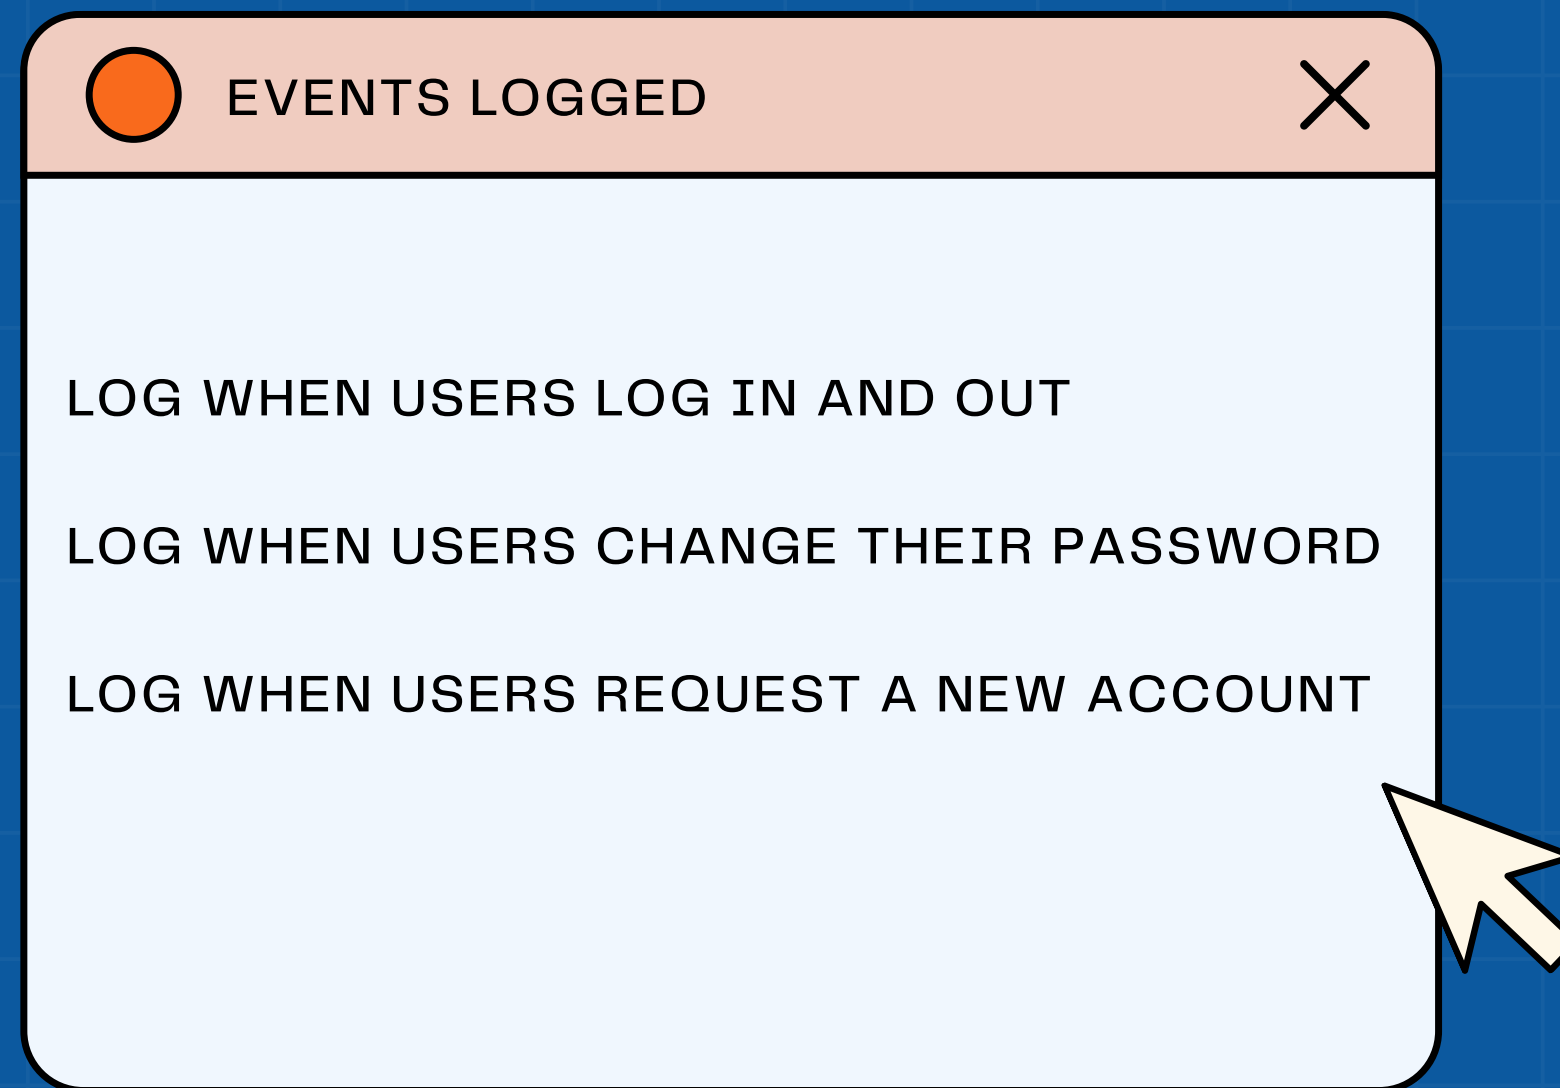 EVENTS LOGGED
LOG WHEN USERS LOG IN AND OUT
LOG WHEN USERS CHANGE THEIR PASSWORD
LOG WHEN USERS REQUEST A NEW ACCOUNT